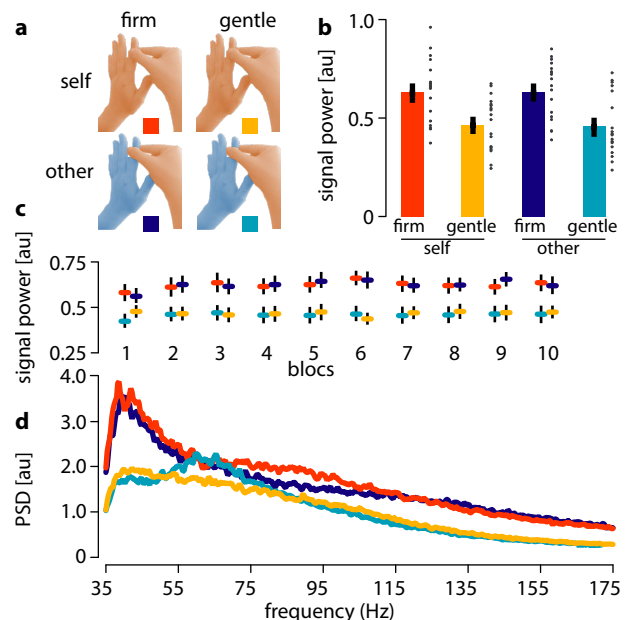 a
firm gentle
self
other
b
signal power [au]
1.0
0.5
0
firm gentle firm gentle
self other
c
signal power [au]
0.75
0.5
0.25
1 2 3 4 5 6 7 8 9 10
blocs
d
PSD [au]
4.0
3.0
2.0
1.0
0
35 55 75 95 115 135 155 175
frequency (Hz)